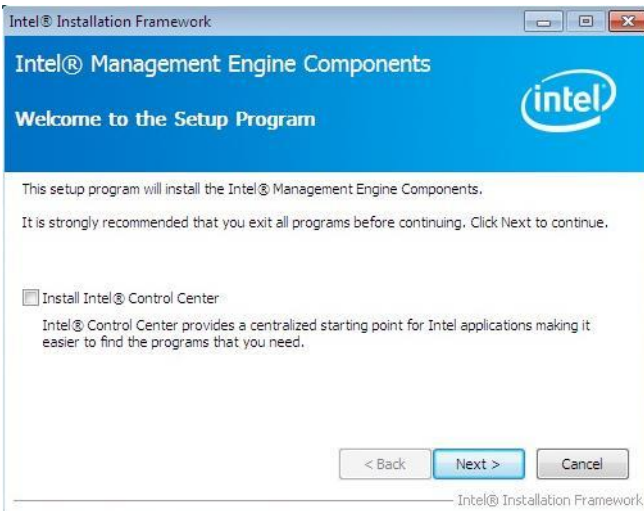 Intel® Installation Framework
Intel® Management Engine Components
Welcome to the Setup Program
intel
This setup program will install the Intel® Management Engine Components.
It is strongly recommended that you exit all programs before continuing. Click Next to continue.
Install Intel® Control Center
Intel® Control Center provides a centralized starting point for Intel applications making it
easier to find the programs that you need.
< Back Next > Cancel
Intel® Installation Framework